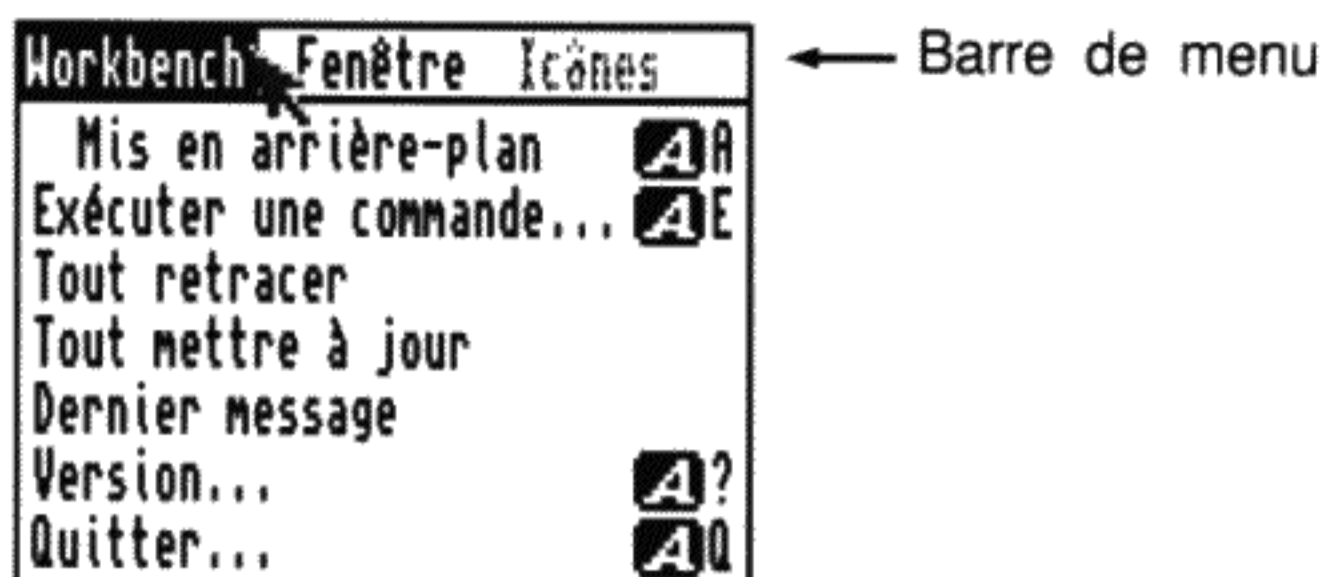 Workbench Fenêtre Icônes ← Barre de menu
Mis en arrière-plan A A
Exécuter une commande... A E
Tout retracer
Tout mettre à jour
Dernier message
Version... A ?
Quitter... A Q